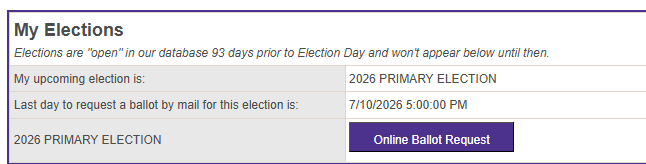 My Elections
Elections are "open" in our database 93 days prior to Election Day and won't appear below until then.
My upcoming election is: 2026 PRIMARY ELECTION
Last day to request a ballot by mail for this election is: 7/10/2026 5:00:00 PM
2026 PRIMARY ELECTION Online Ballot Request